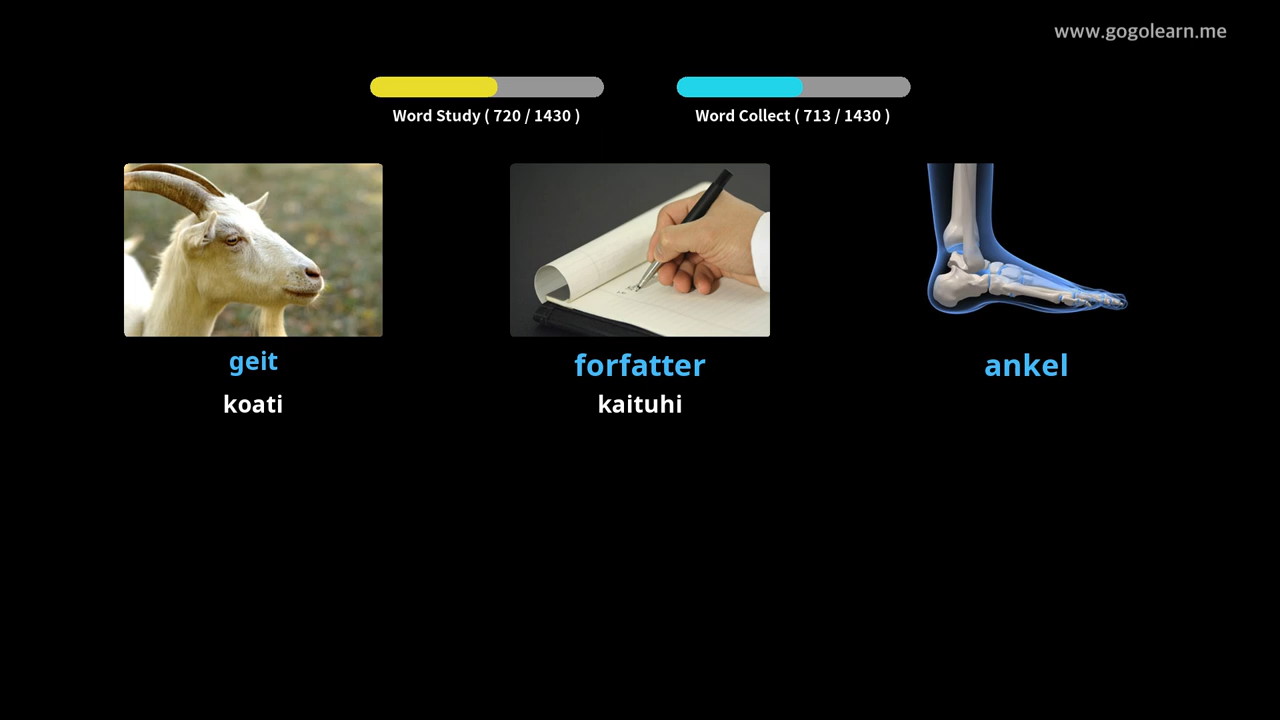 www.gogolearn.me
Word Study ( 720 / 1430 )
Word Collect ( 713 / 1430 )
geit
forfatter
ankel
koati
kaituhi